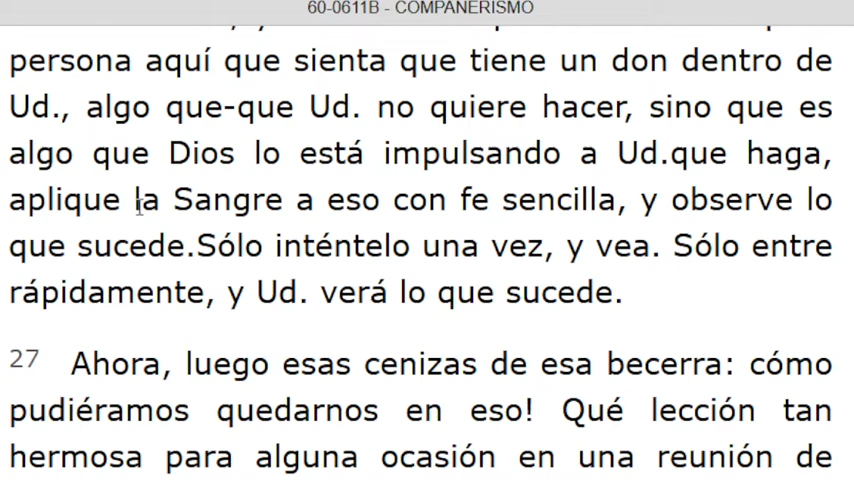 60-0611B - COMPAÑERISMO
persona aquí que sienta que tiene un don dentro de
Ud., algo que-que Ud. no quiere hacer, sino que es
algo que Dios lo está impulsando a Ud.que haga,
aplique la Sangre a eso con fe sencilla, y observe lo
que sucede.Sólo inténtelo una vez, y vea. Sólo entre
rápidamente, y Ud. verá lo que sucede.
27 Ahora, luego esas cenizas de esa becerra: cómo
pudiéramos quedarnos en eso! Qué lección tan
hermosa para alguna ocasión en una reunión de